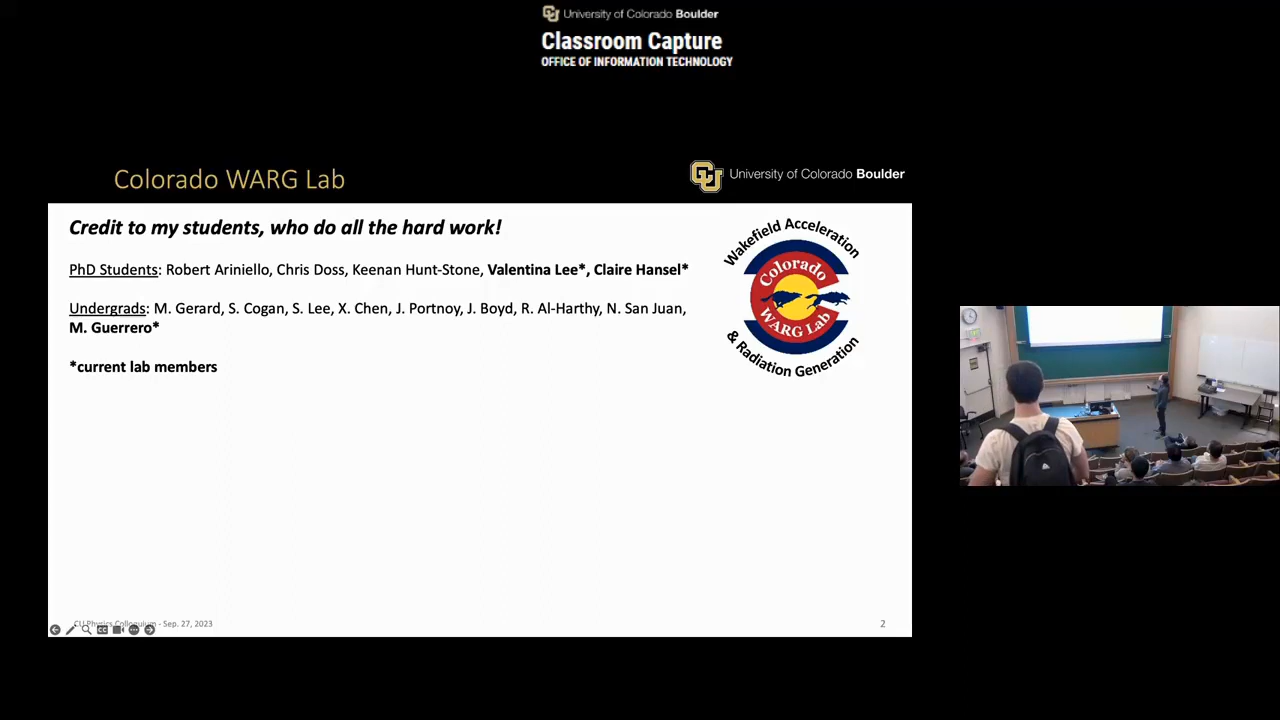 University of Colorado Boulder
Classroom Capture
OFFICE OF INFORMATION TECHNOLOGY
Colorado WARG Lab
University of Colorado Boulder
Credit to my students, who do all the hard work!
PhD Students: Robert Ariniello, Chris Doss, Keenan Hunt-Stone, Valentina Lee*, Claire Hansel*
Undergrads: M. Gerard, S. Cogan, S. Lee, X. Chen, J. Portnoy, J. Boyd, R. Al-Harthy, N. San Juan,
M. Guerrero*
*current lab members
Wakefield Acceleration
Colorado
WARG Lab
& Radiation Generation
CU Physics Colloquium - Sep. 27, 2023
2